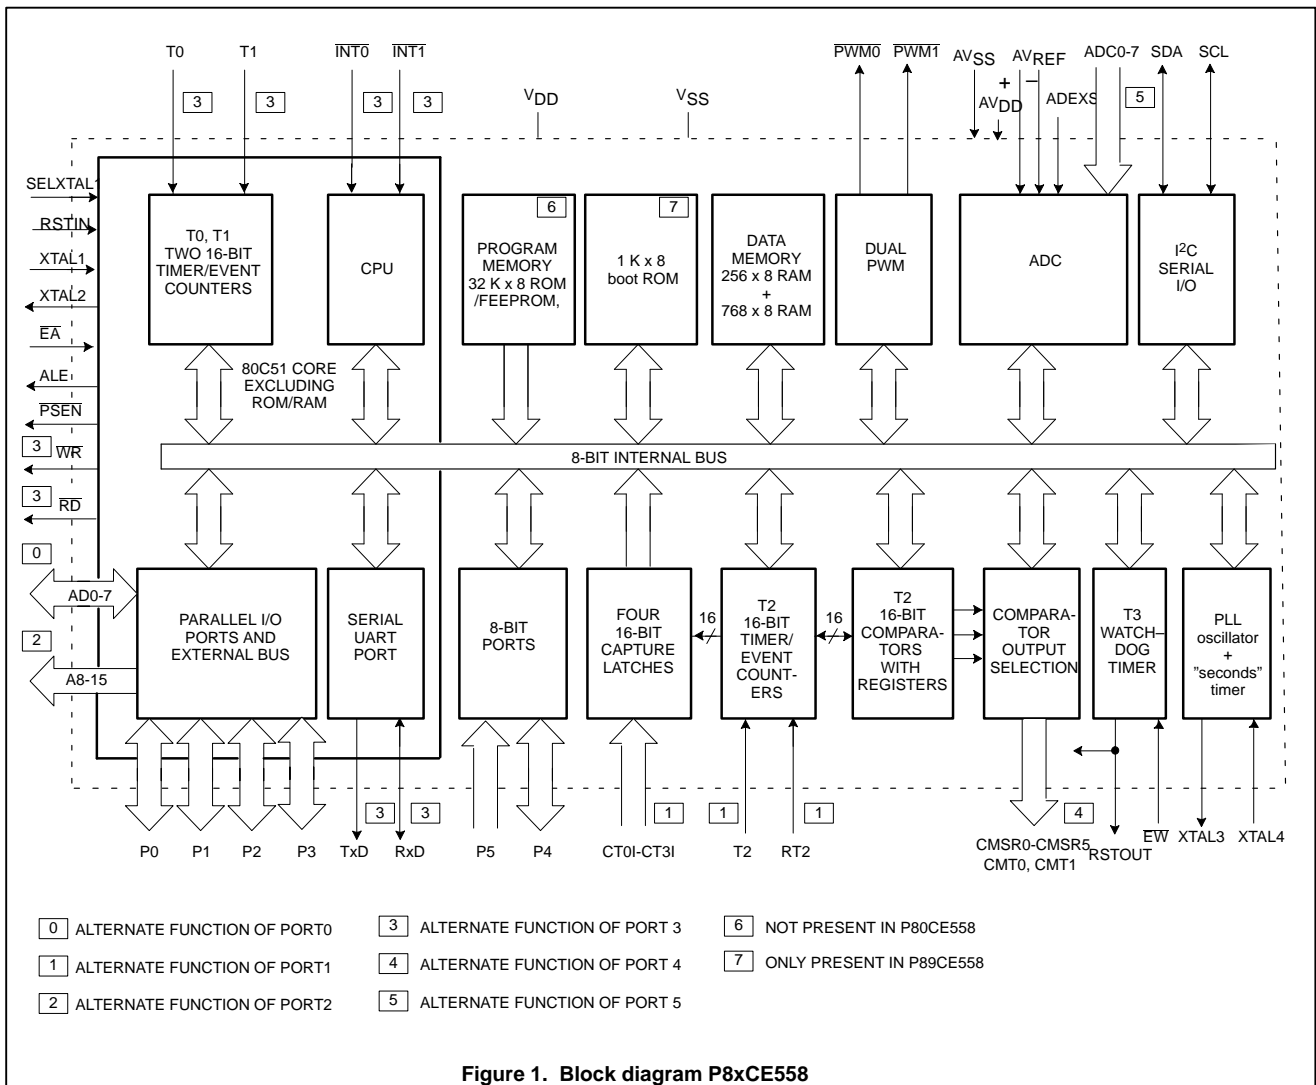 T0 T1 INT0 INT1 PWM0 PWM1 AVSS AVREF ADC0-7 SDA SCL
+ −
3 3 3 3 VDD VSS AVDD ADEXS 5
SELXTAL1
RSTIN
XTAL1
XTAL2
EA
ALE
PSEN
3 WR
3 RD
0
AD0-7
2
A8-15
T0, T1
TWO 16-BIT
TIMER/EVENT
COUNTERS
CPU
80C51 CORE
EXCLUDING
ROM/RAM
6
PROGRAM
MEMORY
32 K x 8 ROM
/FEEPROM,
7
1 K x 8
boot ROM
DATA
MEMORY
256 x 8 RAM
+
768 x 8 RAM
DUAL
PWM
ADC
I2C
SERIAL
I/O
8-BIT INTERNAL BUS
PARALLEL I/O
PORTS AND
EXTERNAL BUS
SERIAL
UART
PORT
8-BIT
PORTS
FOUR
16-BIT
CAPTURE
LATCHES
16
T2
16-BIT
TIMER/
EVENT
COUNT-
ERS
16
T2
16-BIT
COMPARA-
TORS
WITH
REGISTERS
COMPARA-
TOR
OUTPUT
SELECTION
T3
WATCH–
DOG
TIMER
PLL
oscillator
+
”seconds”
timer
3 3 1 1 1 4
P0 P1 P2 P3 TxD RxD P5 P4 CT0I-CT3I T2 RT2 CMSR0-CMSR5
CMT0, CMT1 RSTOUT EW XTAL3 XTAL4
0 ALTERNATE FUNCTION OF PORT0
1 ALTERNATE FUNCTION OF PORT1
2 ALTERNATE FUNCTION OF PORT2
3 ALTERNATE FUNCTION OF PORT 3
4 ALTERNATE FUNCTION OF PORT 4
5 ALTERNATE FUNCTION OF PORT 5
6 NOT PRESENT IN P80CE558
7 ONLY PRESENT IN P89CE558
Figure 1. Block diagram P8xCE558